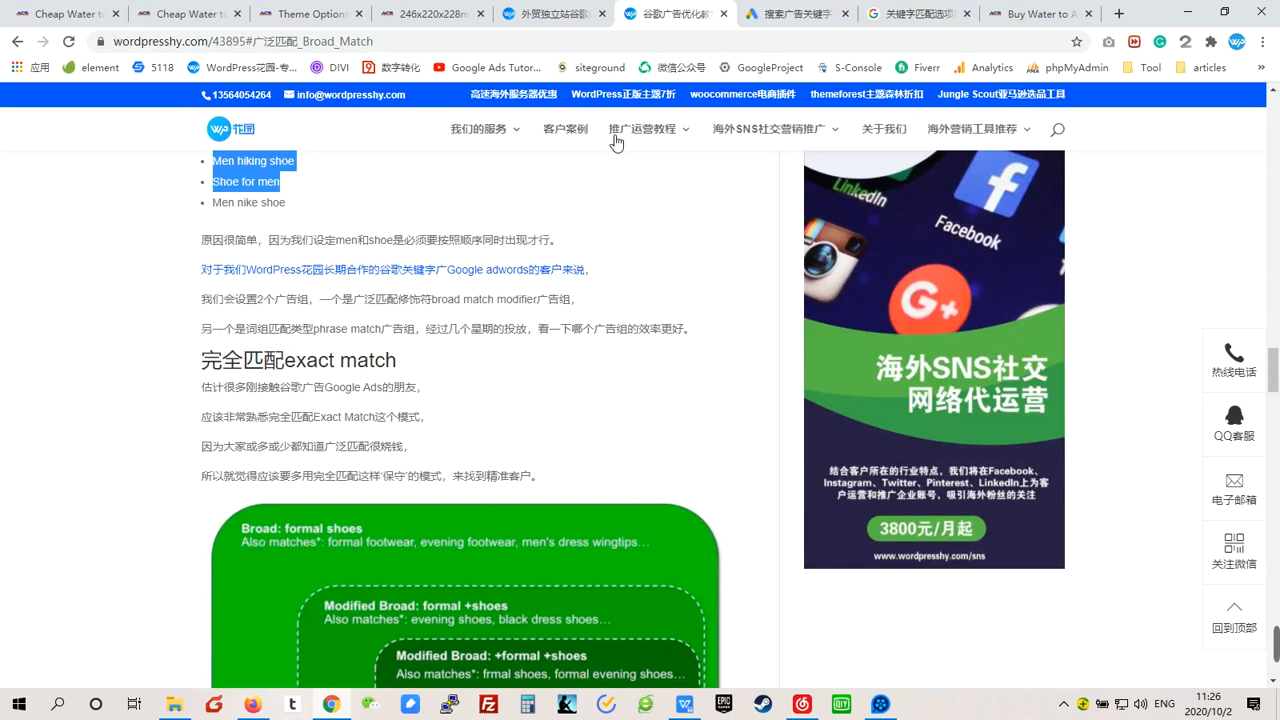 Cheap Water to
Cheap Water to
Theme Options
246x220x228m
外贸独立站谷歌
谷歌广告优化教
搜索广告关键字
关键字匹配选项
Buy Water to A
wordpresshy.com/43895#广泛匹配_Broad_Match
应用
element
5118
WordPress花园-专...
DIVI
数字转化
Google Ads Tutor...
siteground
微信公众号
GoogleProject
S-Console
Fiverr
Analytics
phpMyAdmin
Tool
articles
13564054264
info@wordpresshy.com
高速海外服务器优惠
WordPress正版主题7折
woocommerce电商插件
themeforest主题森林折扣
Jungle Scout亚马逊选品工具
WP花园
我们的服务
客户案例
推广运营教程
海外SNS社交营销推广
关于我们
海外营销工具推荐
Men hiking shoe
Shoe for men
Men nike shoe
原因很简单，因为我们设定men和shoe是必须要按照顺序同时出现才行。
对于我们WordPress花园长期合作的谷歌关键字广Google adwords的客户来说，
我们会设置2个广告组，一个是广泛匹配修饰符broad match modifier广告组，
另一个是词组匹配类型phrase match广告组，经过几个星期的投放，看一下哪个广告组的效率更好。
完全匹配exact match
估计很多刚接触谷歌广告Google Ads的朋友，
应该非常熟悉完全匹配Exact Match这个模式，
因为大家或多或少都知道广泛匹配很烧钱，
所以就觉得应该要多用完全匹配这样‘保守’的模式，来找到精准客户。
Broad: formal shoes
Also matches*: formal footwear, evening footwear, men's dress wingtips...
Modified Broad: formal +shoes
Also matches*: evening shoes, black dress shoes...
Modified Broad: +formal +shoes
Also matches*: frmal shoes, formal evening shoes...
LinkedIn
Facebook
Google+
G+
海外SNS社交
网络代运营
结合客户所在的行业特点，我们将在Facebook、
Instagram、Twitter、Pinterest、LinkedIn上为客
户运营和推广企业账号，吸引海外粉丝的关注
3800元/月起
www.wordpresshy.com/sns
热线电话
QQ客服
电子邮箱
关注微信
回到顶部
ENG
11:26
2020/10/2